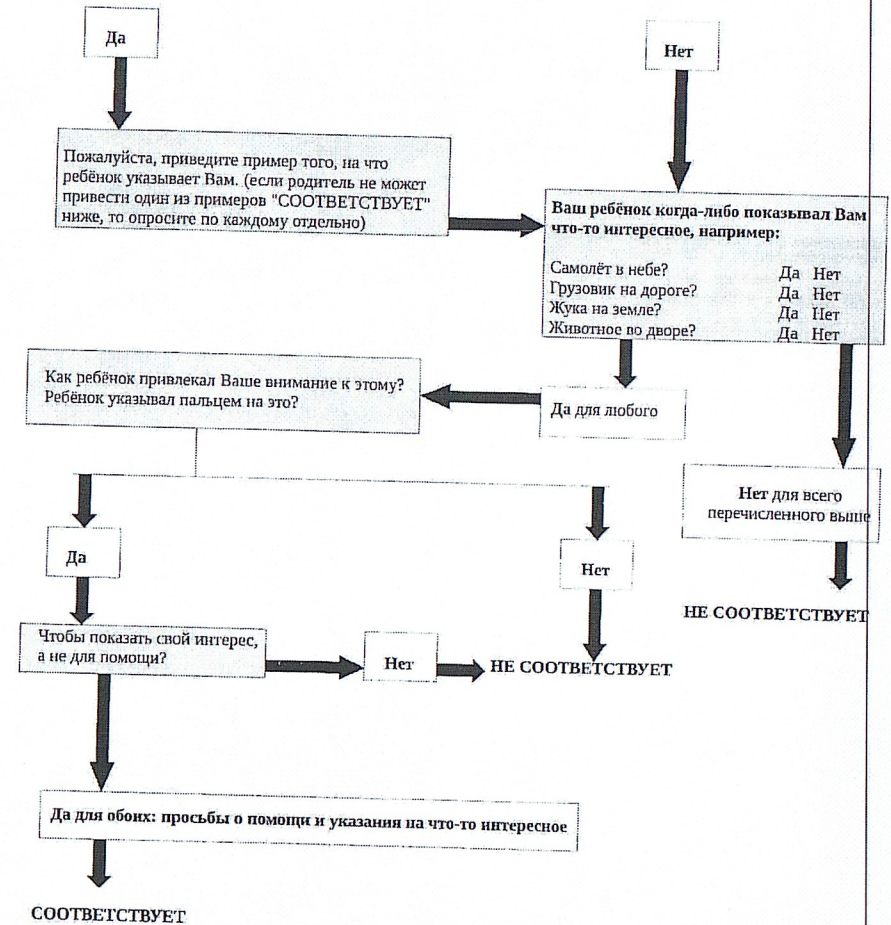 Да
Нет
Пожалуйста, приведите пример того, на что
ребёнок указывает Вам. (если родитель не может
привести один из примеров "СООТВЕТСТВУЕТ"
ниже, то опросите по каждому отдельно)
Ваш ребёнок когда-либо показывал Вам
что-то интересное, например:
Самолёт в небе? Да Нет
Грузовик на дороге? Да Нет
Жука на земле? Да Нет
Животное во дворе? Да Нет
Как ребёнок привлекал Ваше внимание к этому?
Ребёнок указывал пальцем на это?
Да для любого
Нет для всего
перечисленного выше
Да
Нет
НЕ СООТВЕТСТВУЕТ
Чтобы показать свой интерес,
а не для помощи?
Нет
НЕ СООТВЕТСТВУЕТ
Да для обоих: просьбы о помощи и указания на что-то интересное
СООТВЕТСТВУЕТ